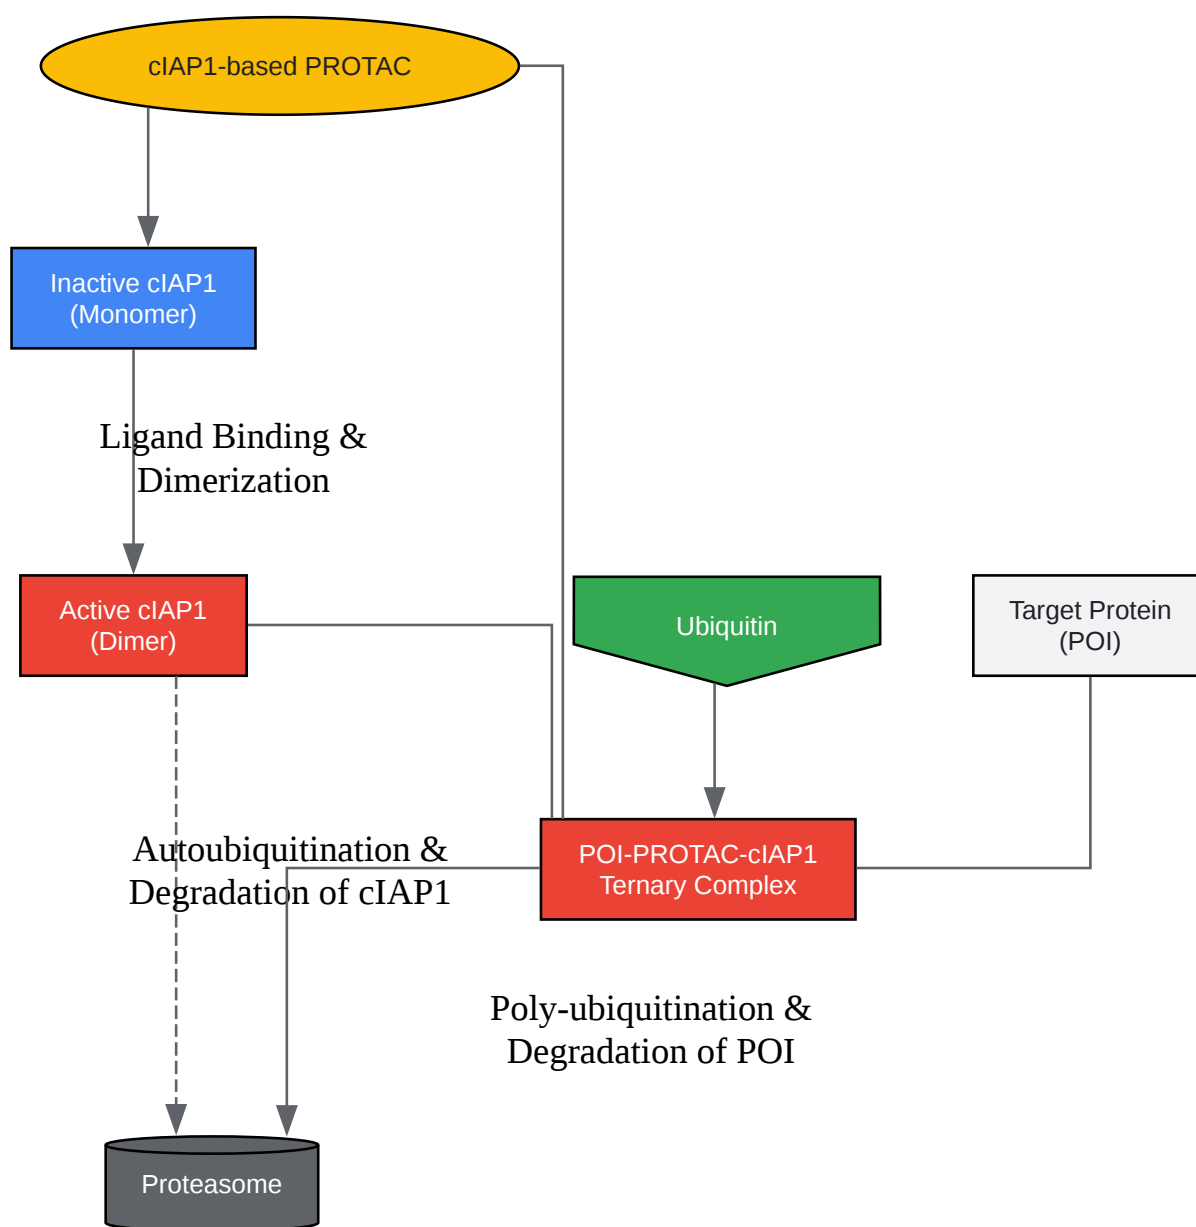 cIAP1-based PROTAC
Inactive cIAP1
(Monomer)
Ligand Binding &
Dimerization
Active cIAP1
(Dimer)
Ubiquitin
Target Protein
(POI)
Autoubiquitination &
Degradation of cIAP1
POI-PROTAC-cIAP1
Ternary Complex
Poly-ubiquitination &
Degradation of POI
Proteasome